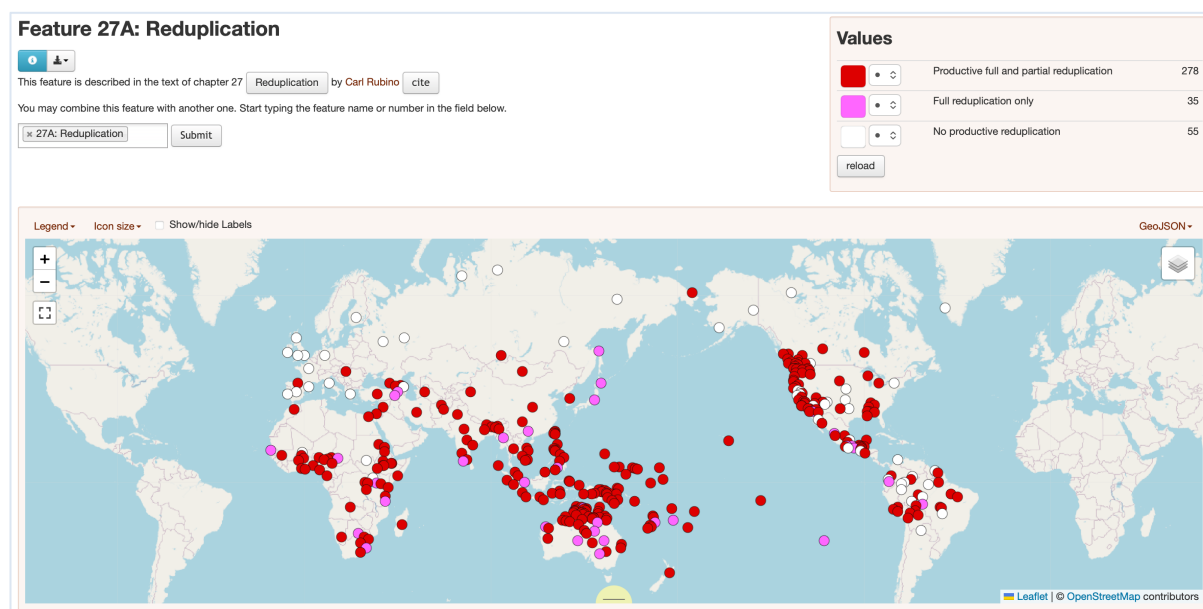 Feature 27A: Reduplication
This feature is described in the text of chapter 27 Reduplication by Carl Rubino cite
You may combine this feature with another one. Start typing the feature name or number in the field below.
× 27A: Reduplication Submit
Values
Productive full and partial reduplication 278
Full reduplication only 35
No productive reduplication 55
reload
Legend Icon size Show/hide Labels GeoJSON
+
−
Leaflet | © OpenStreetMap contributors